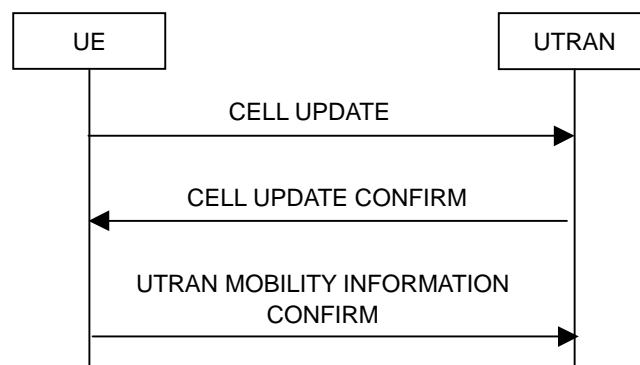 UE
UTRAN
CELL UPDATE
CELL UPDATE CONFIRM
UTRAN MOBILITY INFORMATION
CONFIRM